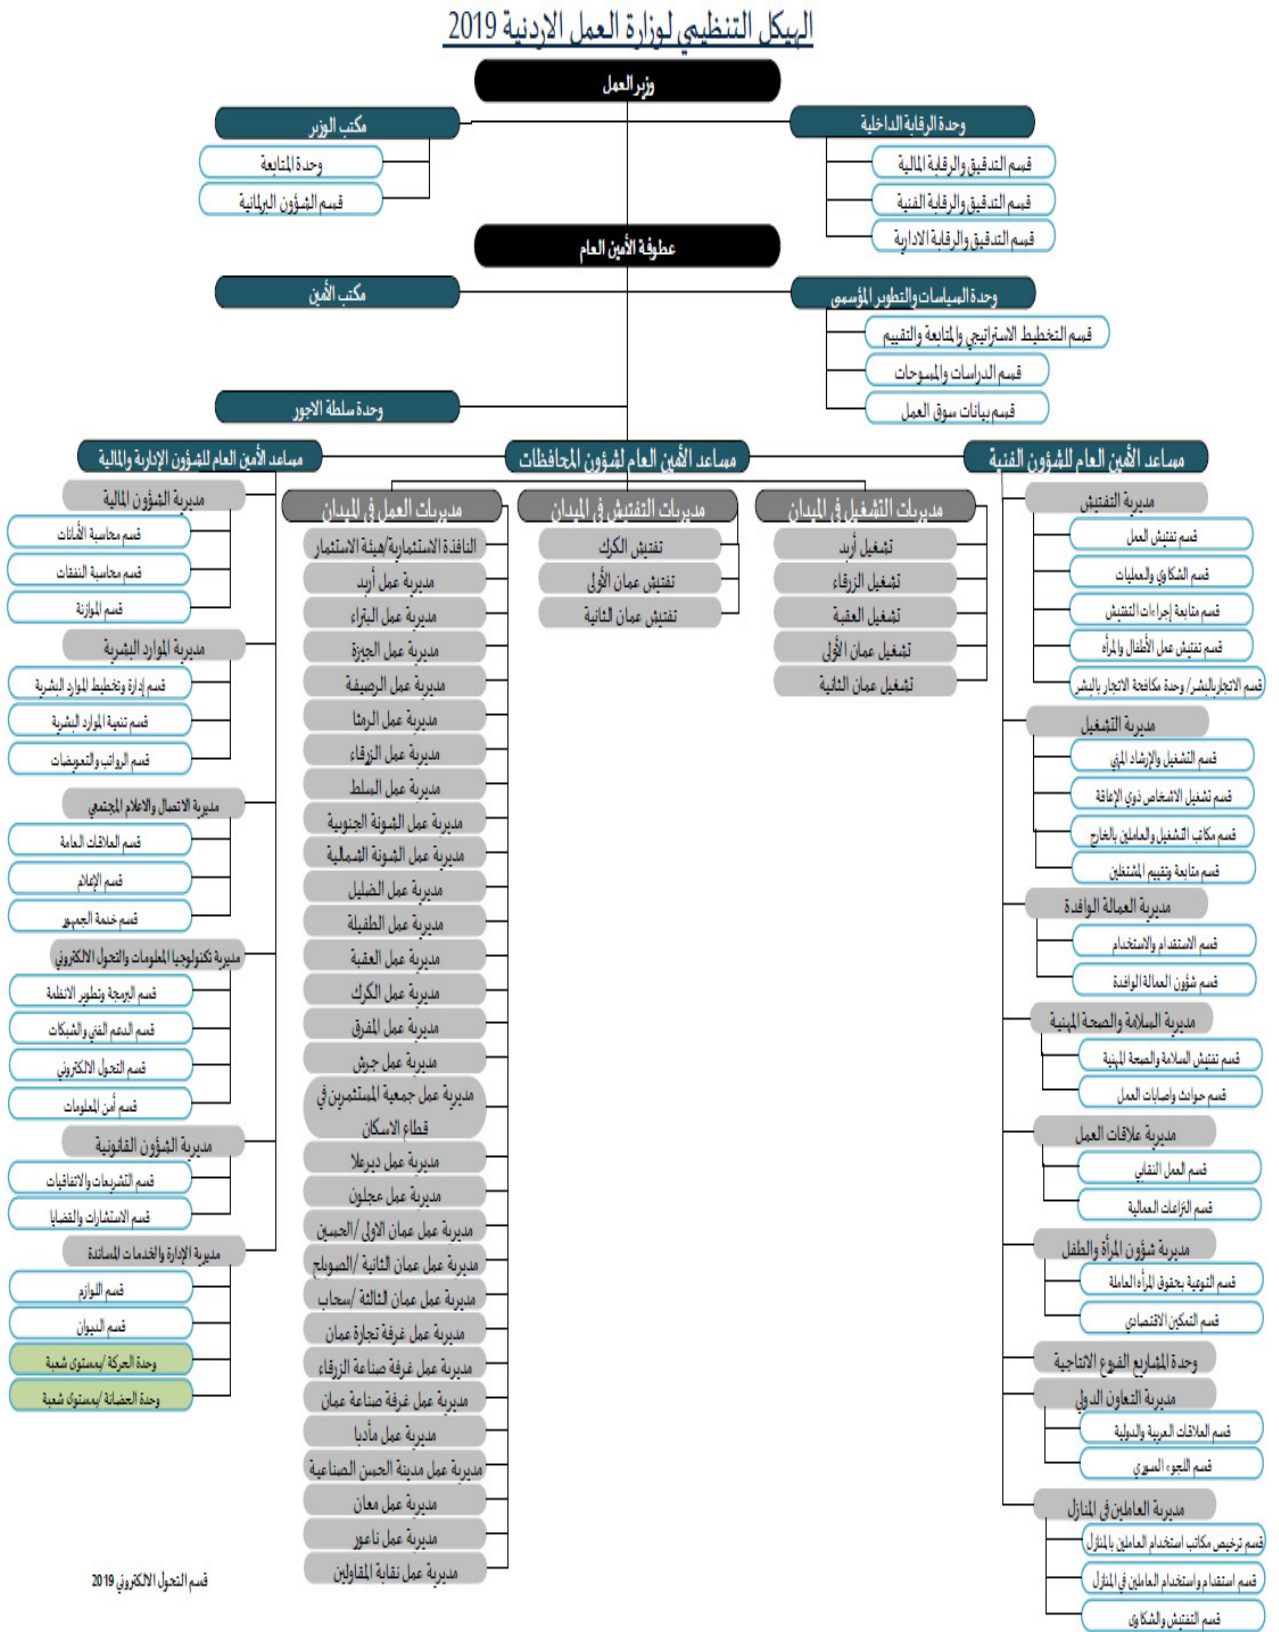 الهيكل التنظيمي لوزارة العمل الاردنية 2019
وزير العمل
وحدة الرقابة الداخلية
قسم التدقيق والرقابة المالية
قسم التدقيق والرقابة الفنية
قسم التدقيق والرقابة الادارية
مكتب الوزير
وحدة المتابعة
قسم الشؤون البرلمانية
عطوفة الأمين العام
وحدة السياسات والتطوير المؤسسي
قسم التخطيط الاستراتيجي والمتابعة والتقييم
قسم الدراسات والمسوحات
قسم بيانات سوق العمل
مكتب الأمين
وحدة سلطة الاجور
مساعد الأمين العام للشؤون الفنية
مديرية التفتيش
قسم تفتيش العمل
قسم الشكاوي والعمليات
قسم متابعة إجراءات التفتيش
قسم تفتيش عمل الأطفال والمرأه
قسم الاتجاربالبشر/ وحدة مكافحة الاتجار بالبشر
مديرية التشغيل
قسم التشغيل والإرشاد المهني
قسم تشغيل الاشخاص ذوي الإعاقة
قسم مكاتب التشغيل والعاملين بالخارج
قسم متابعة وتقييم المشتغلين
مديرية العمالة الوافدة
قسم الاستقدام والاستخدام
قسم شؤون العمالة الوافدة
مديرية السلامة والصحة المهنية
قسم تفتيش السلامة والصحة المهنية
قسم حوادث واصابات العمل
مديرية علاقات العمل
قسم العمل النقابي
قسم النزاعات العمالية
مديرية شؤون المرأة والطفل
قسم التوعية بحقوق المرأه العاملة
قسم التمكين الاقتصادي
وحدة المشاريع الفروع الانتاجية
مديرية التعاون الدولي
قسم العلاقات العربية والدولية
قسم اللجوء السوري
مديرية العاملين في المنازل
قسم ترخيص مكاتب استخدام العاملين بالمنازل
قسم استقدام واستخدام العاملين في المنازل
قسم التفتيش والشكاوى
مساعد الأمين العام لشؤون المحافظات
مديريات التشغيل في الميدان
تشغيل أربد
تشغيل الزرقاء
تشغيل العقبة
تشغيل عمان الأولى
تشغيل عمان الثانية
مديريات التفتيش في الميدان
تفتيش الكرك
تفتيش عمان الأولى
تفتيش عمان الثانية
مديريات العمل في الميدان
النافذة الاستثمارية/هيئة الاستثمار
مديرية عمل أربد
مديرية عمل البتراء
مديرية عمل الجيزة
مديرية عمل الرصيفة
مديرية عمل الرمثا
مديرية عمل الزرقاء
مديرية عمل السلط
مديرية عمل الشونة الجنوبية
مديرية عمل الشونة الشمالية
مديرية عمل الضليل
مديرية عمل الطفيلة
مديرية عمل العقبة
مديرية عمل الكرك
مديرية عمل المفرق
مديرية عمل جرش
مديرية عمل جمعية المستثمرين في
قطاع الاسكان
مديرية عمل ديرعلا
مديرية عمل عجلون
مديرية عمل عمان الاولى /الحسين
مديرية عمل عمان الثانية /الصويلح
مديرية عمل عمان الثالثة /سحاب
مديرية عمل غرفة تجارة عمان
مديرية عمل غرفة صناعة الزرقاء
مديرية عمل غرفة صناعة عمان
مديرية عمل مأدبا
مديرية عمل مدينة الحسن الصناعية
مديرية عمل معان
مديرية عمل ناعور
مديرية عمل نقابة المقاولين
مساعد الأمين العام للشؤون الإدارية والمالية
مديرية الشؤون المالية
قسم محاسبة الأمانات
قسم محاسبة النفقات
قسم الموازنة
مديرية الموارد البشرية
قسم إدارة وتخطيط الموارد البشرية
قسم تنمية الموارد البشرية
قسم الرواتب والتعويضات
مديرية الاتصال والاعلام المجتمعي
قسم العلاقات العامة
قسم الإعلام
قسم خدمة الجمهور
مديرية تكنولوجيا المعلومات والتحول الالكتروني
قسم البرمجة وتطوير الانظمة
قسم الدعم الفني والشبكات
قسم التحول الالكتروني
قسم أمن المعلومات
مديرية الشؤون القانونية
قسم التشريعات والاتفاقيات
قسم الاستشارات والقضايا
مديرية الإدارة والخدمات المساندة
قسم اللوازم
قسم الديوان
وحدة الحركة /بمستوى شعبة
وحدة الحضانة /بمستوى شعبة
قسم التحول الالكتروني 2019